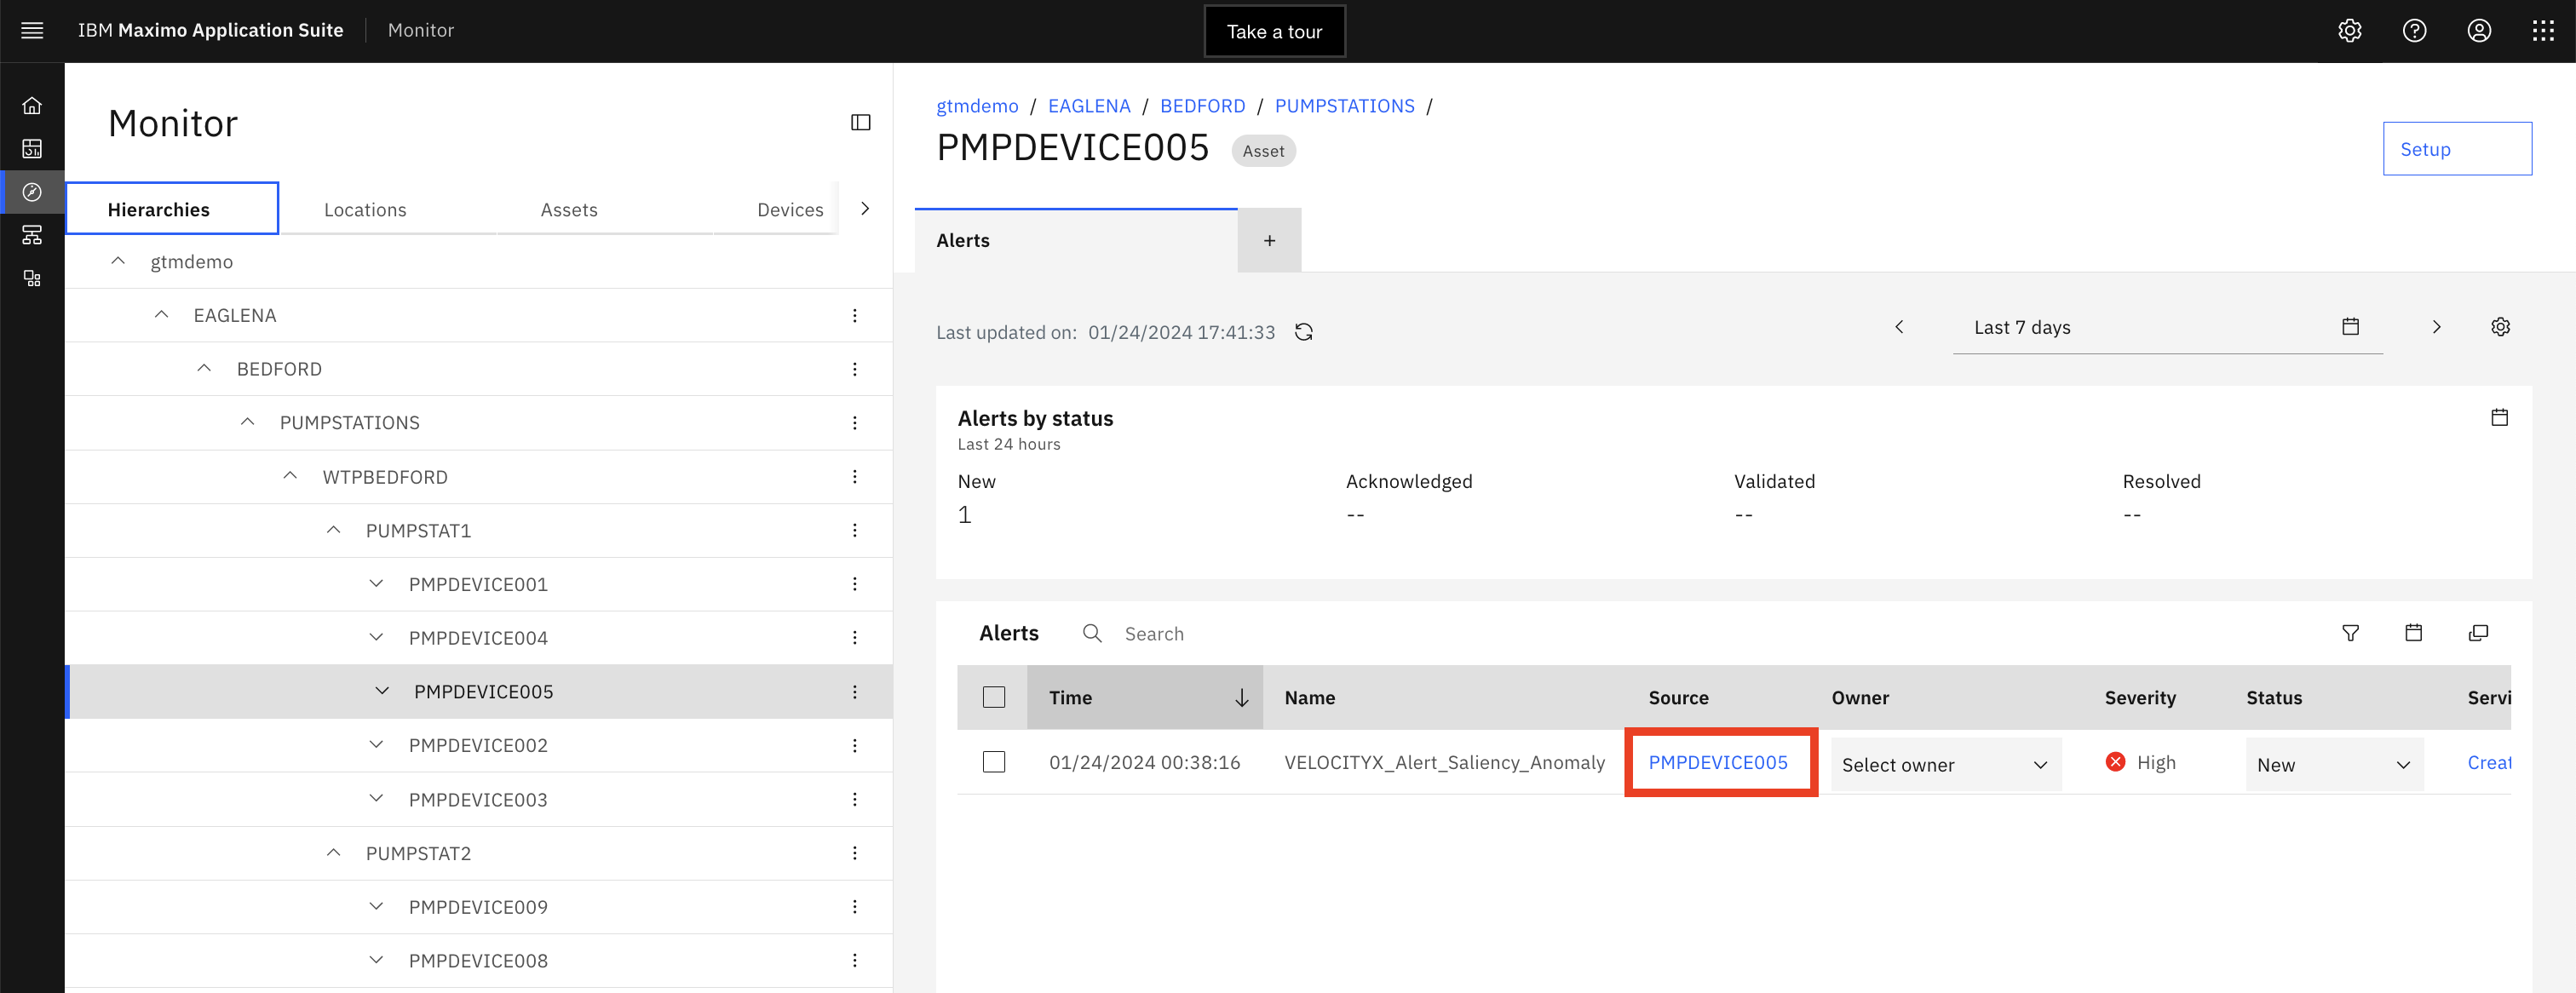 IBM Maximo Application Suite
Monitor
Take a tour
Monitor
Hierarchies
Locations
Assets
Devices
gtmdemo
EAGLENA
BEDFORD
PUMPSTATIONS
WTPBEDFORD
PUMPSTAT1
PMPDEVICE001
PMPDEVICE004
PMPDEVICE005
PMPDEVICE002
PMPDEVICE003
PUMPSTAT2
PMPDEVICE009
PMPDEVICE008
gtmdemo / EAGLENA / BEDFORD / PUMPSTATIONS /
PMPDEVICE005 Asset
Setup
Alerts
+
Last updated on: 01/24/2024 17:41:33
Last 7 days
Alerts by status
Last 24 hours
New Acknowledged Validated Resolved
1 -- -- --
Alerts
Search
Time Name Source Owner Severity Status Servi
01/24/2024 00:38:16 VELOCITYX_Alert_Saliency_Anomaly PMPDEVICE005 Select owner High New Creat